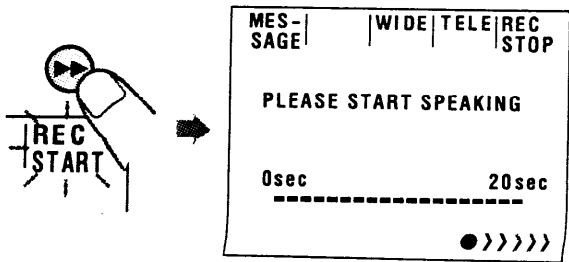 REC
START
MES-
SAGE
WIDE
TELE
REC
STOP
PLEASE START SPEAKING
0sec 20sec